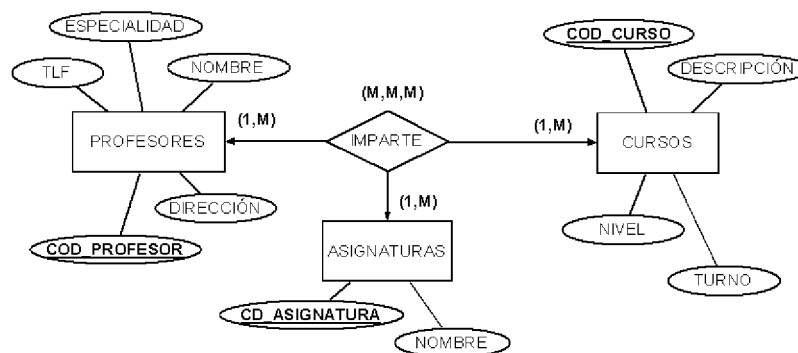 ESPECIALIDAD
COD_CURSO
TLF
NOMBRE
DESCRIPCIÓN
(M,M,M)
(1,M)
(1,M)
PROFESORES
IMPARTE
CURSOS
(1,M)
DIRECCIÓN
NIVEL
COD_PROFESOR
ASIGNATURAS
TURNO
CD_ASIGNATURA
NOMBRE